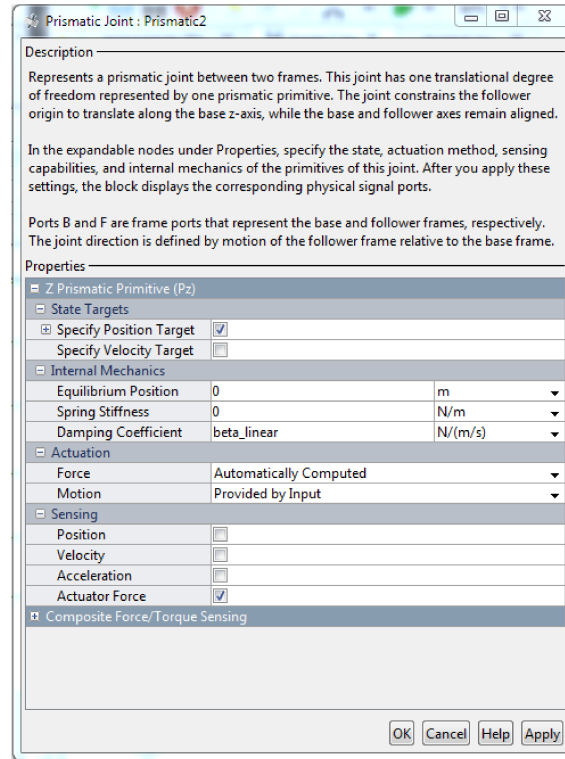 Prismatic Joint : Prismatic2
Description
Represents a prismatic joint between two frames. This joint has one translational degree
of freedom represented by one prismatic primitive. The joint constrains the follower
origin to translate along the base z-axis, while the base and follower axes remain aligned.
In the expandable nodes under Properties, specify the state, actuation method, sensing
capabilities, and internal mechanics of the primitives of this joint. After you apply these
settings, the block displays the corresponding physical signal ports.
Ports B and F are frame ports that represent the base and follower frames, respectively.
The joint direction is defined by motion of the follower frame relative to the base frame.
Properties
Z Prismatic Primitive (Pz)
State Targets
Specify Position Target
Specify Velocity Target
Internal Mechanics
Equilibrium Position 0 m
Spring Stiffness 0 N/m
Damping Coefficient beta_linear N/(m/s)
Actuation
Force Automatically Computed
Motion Provided by Input
Sensing
Position
Velocity
Acceleration
Actuator Force
Composite Force/Torque Sensing
OK Cancel Help Apply